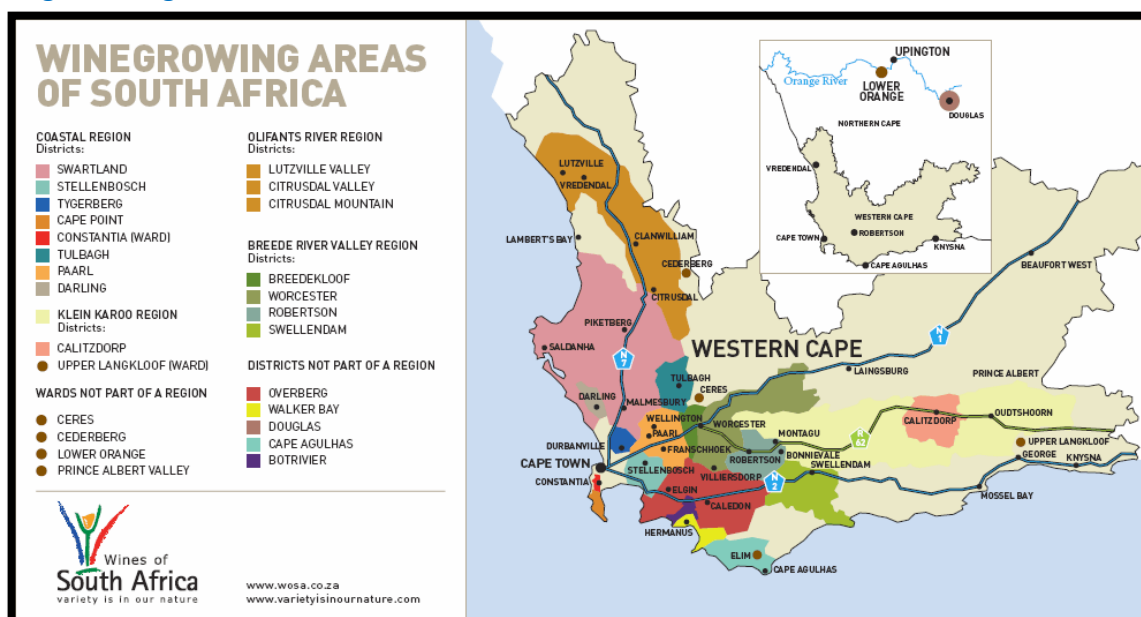 WINEGROWING AREAS
OF SOUTH AFRICA
COASTAL REGION
Districts:
SWARTLAND
STELLENBOSCH
TYGERBERG
CAPE POINT
CONSTANTIA (WARD)
TULBAGH
PAARL
DARLING
KLEIN KAROO REGION
Districts:
CALITZDORP
UPPER LANGKLOOF (WARD)
WARDS NOT PART OF A REGION
CERES
CEDERBERG
LOWER ORANGE
PRINCE ALBERT VALLEY
OLIFANTS RIVER REGION
Districts:
LUTZVILLE VALLEY
CITRUSDAL VALLEY
CITRUSDAL MOUNTAIN
BREEDE RIVER VALLEY REGION
Districts:
BREEDEKLOOF
WORCESTER
ROBERTSON
SWELLENDAM
DISTRICTS NOT PART OF A REGION
OVERBERG
WALKER BAY
DOUGLAS
CAPE AGULHAS
BOTRIVIER
Wines of
South Africa
variety is in our nature
www.wosa.co.za
www.varietyisinournature.com
UPINGTON
Orange River
LOWER
ORANGE
DOUGLAS
NORTHERN CAPE
VREDENDAL
WESTERN CAPE
ROBERTSON
CAPE TOWN
KNYSNA
CAPE AGULHAS
LUTZVILLE
VREDENDAL
LAMBERT'S BAY
CLANWILLIAM
CEDERBERG
CITRUSDAL
BEAUFORT WEST
PIKETBERG
SALDANHA
WESTERN CAPE
N
1
N
7
LAINGSBURG
PRINCE ALBERT
TULBAGH
CERES
DARLING
MALMESBURY
CALITZDORP
OUDTSHOORN
WELLINGTON
WORCESTER
PAARL
MONTAGU
R
62
DURBANVILLE
FRANSCHHOEK
BONNIEVALE
UPPER LANGKLOOF
ROBERTSON
SWELLENDAM
GEORGE
KNYSNA
CAPE TOWN
STELLENBOSCH
VILLIERSDORP
N
2
CONSTANTIA
ELGIN
CALEDON
MOSSEL BAY
HERMANUS
ELIM
CAPE AGULHAS